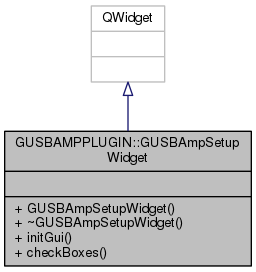 QWidget
GUSBAMPPLUGIN::GUSBAmpSetup
Widget
+ GUSBAmpSetupWidget()
+ ~GUSBAmpSetupWidget()
+ initGui()
+ checkBoxes()